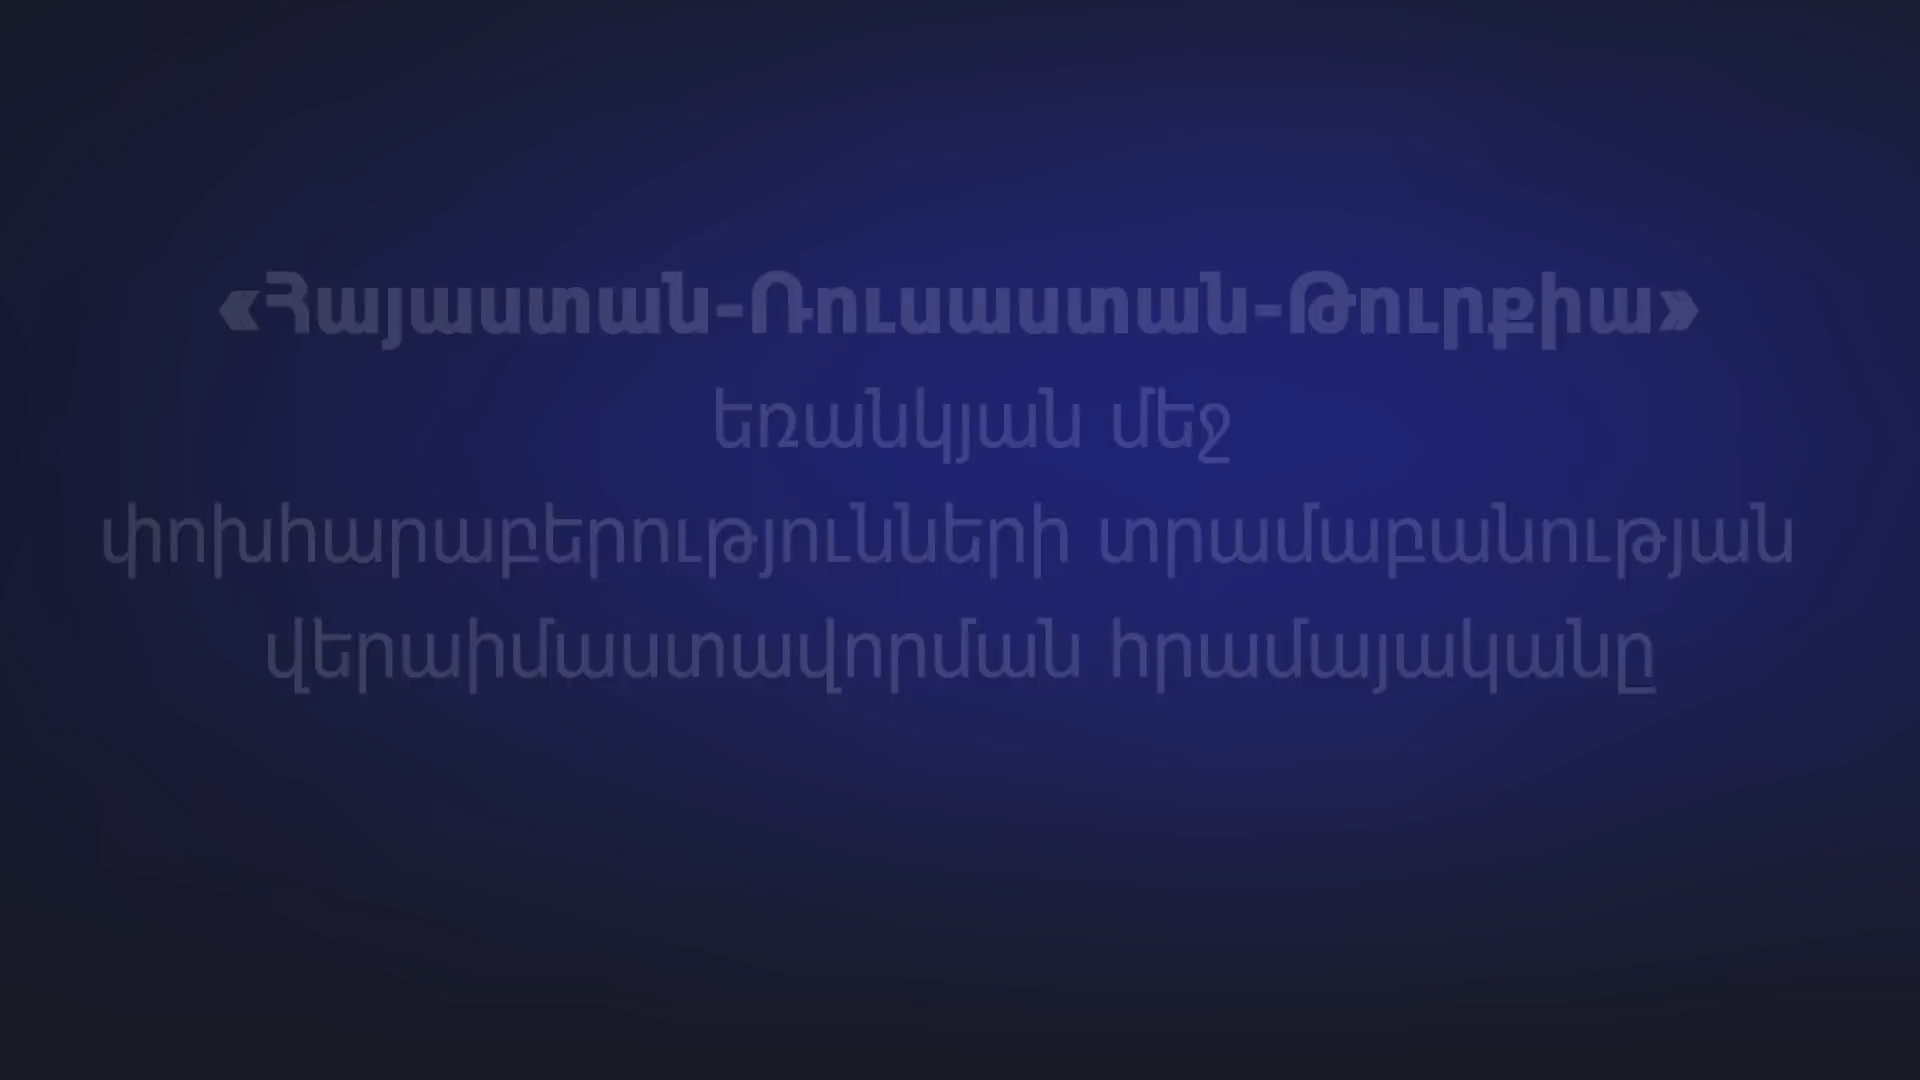 «Հայաստան-Ռուսաստան-Թուրքիա»
եռանկյան մեջ
փոխհարաբերությունների տրամաբանության
վերաիմաստավորման հրամայականը